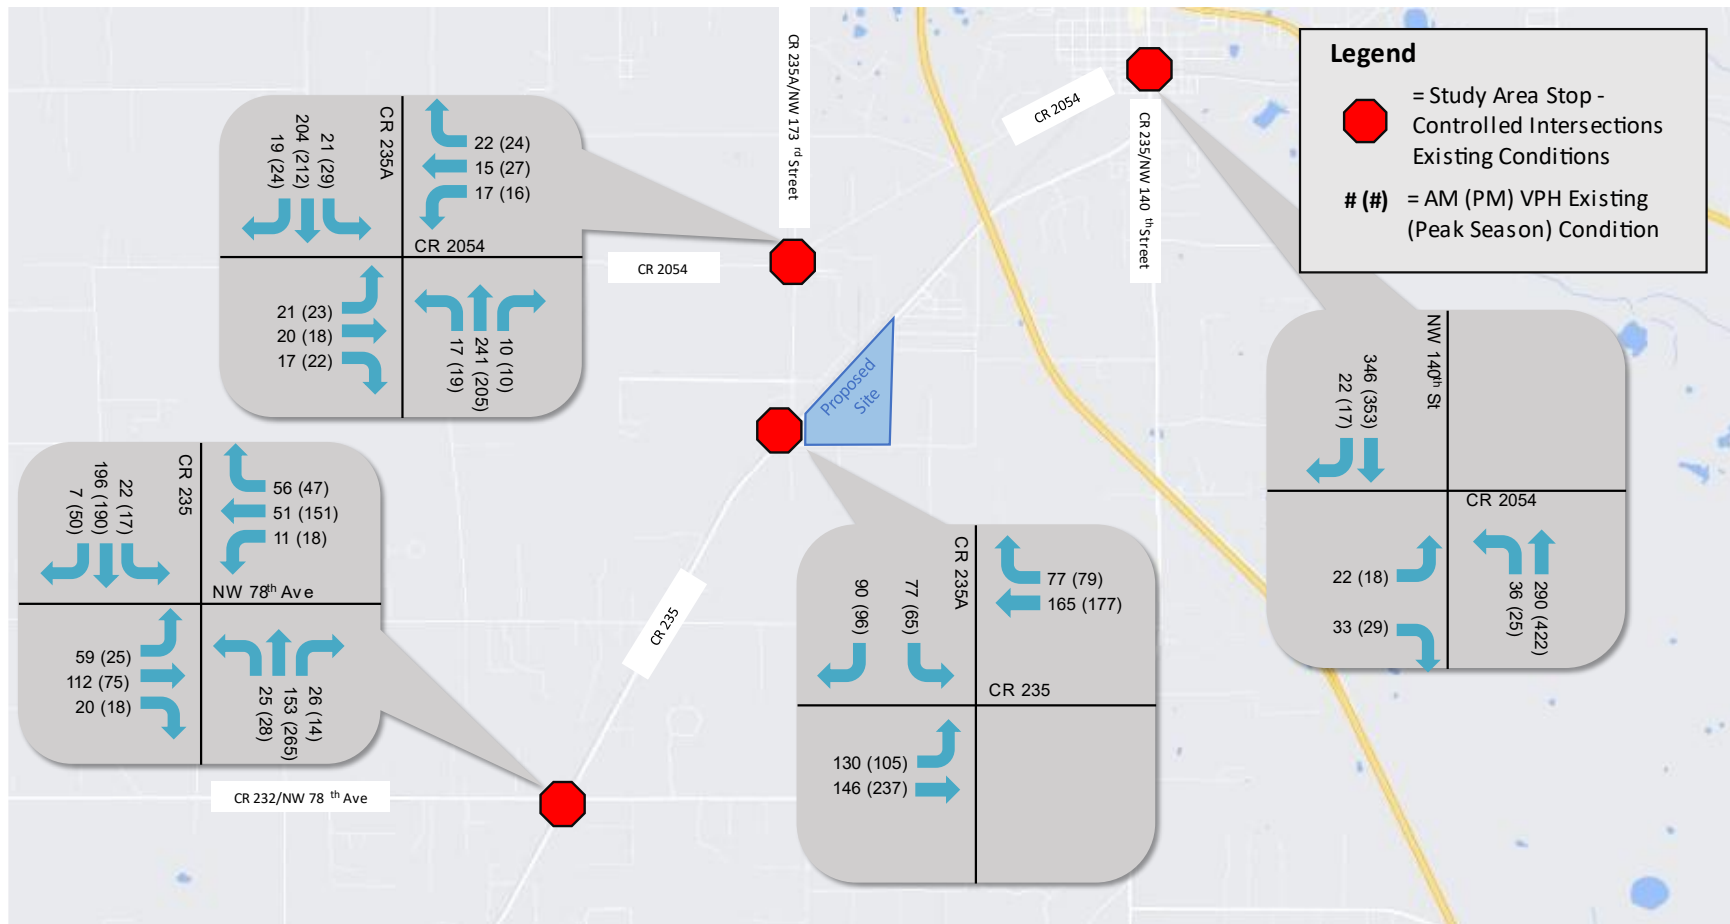 Legend
= Study Area Stop -
Controlled Intersections
Existing Conditions
# (#) = AM (PM) VPH Existing
(Peak Season) Condition
CR 235A/NW 173 rd Street
CR 2054
CR 235/NW 140 th Street
CR 2054
Proposed
Site
CR 235
CR 232/NW 78 th Ave
19 (24)
204 (212)
21 (29)
CR 235A
22 (24)
15 (27)
17 (16)
CR 2054
21 (23)
20 (18)
17 (22)
17 (19)
241 (205)
10 (10)
7 (50)
196 (190)
22 (17)
CR 235
56 (47)
51 (151)
11 (18)
NW 78th Ave
59 (25)
112 (75)
20 (18)
25 (28)
153 (265)
26 (14)
90 (96)
77 (65)
CR 235A
77 (79)
165 (177)
CR 235
130 (105)
146 (237)
22 (17)
346 (353)
NW 140th St
CR 2054
22 (18)
33 (29)
36 (25)
290 (422)